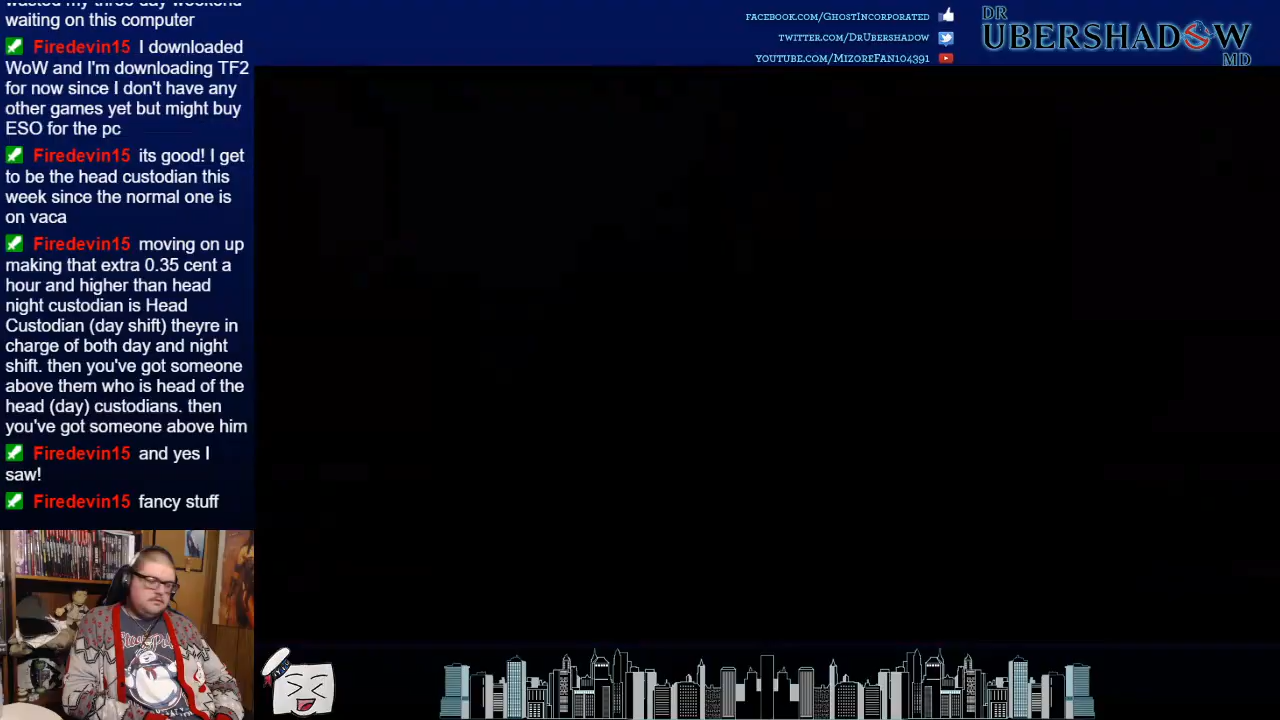 waiting on this computer
Firedevin15 I downloaded
WoW and I'm downloading TF2
for now since I don't have any
other games yet but might buy
ESO for the pc
Firedevin15 its good! I get
to be the head custodian this
week since the normal one is
on vaca
Firedevin15 moving on up
making that extra 0.35 cent a
hour and higher than head
night custodian is Head
Custodian (day shift) theyre in
charge of both day and night
shift. then you've got someone
above them who is head of the
head (day) custodians. then
you've got someone above him
Firedevin15 and yes I
saw!
Firedevin15 fancy stuff
facebook.com/GhostIncorporated
twitter.com/DrUbershadow
youtube.com/MizoreFan104391
DR
UBERSHADOW
MD